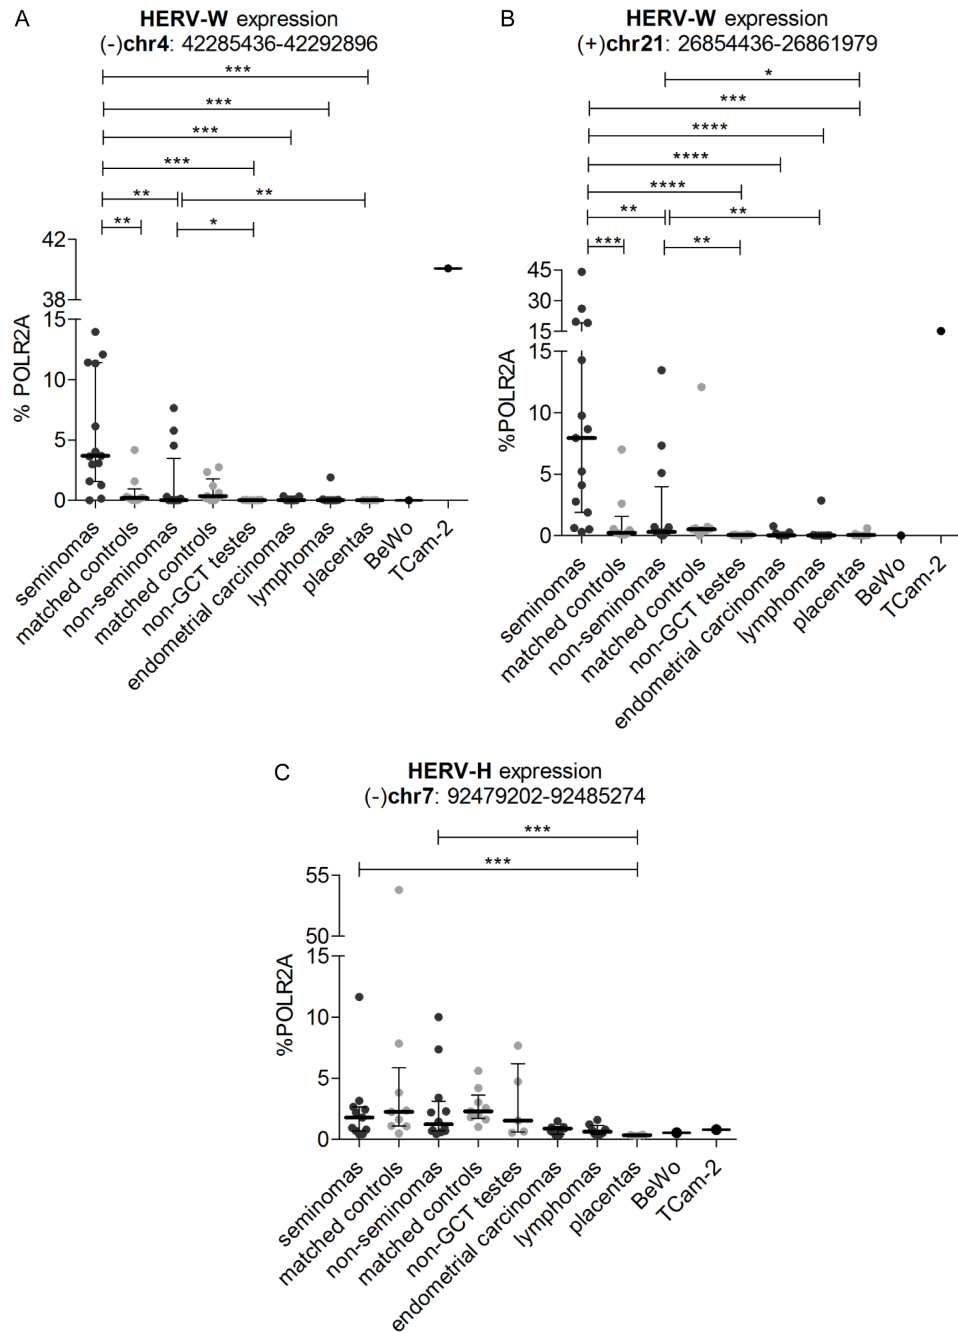 A
HERV-W expression
(-)chr4: 42285436-42292896
***
***
***
***
**
**
**
*
42
38
15
10
5
0
% POLR2A
seminomas
matched controls
non-seminomas
matched controls
non-GCT testes
endometrial carcinomas
lymphomas
placentas
BeWo
TCam-2
B
HERV-W expression
(+)chr21: 26854436-26861979
*
***
****
****
****
**
**
***
**
45
30
15
15
10
5
0
%POLR2A
seminomas
matched controls
non-seminomas
matched controls
non-GCT testes
endometrial carcinomas
lymphomas
placentas
BeWo
TCam-2
C
HERV-H expression
(-)chr7: 92479202-92485274
***
***
55
50
15
10
5
0
%POLR2A
seminomas
matched controls
non-seminomas
matched controls
non-GCT testes
endometrial carcinomas
lymphomas
placentas
BeWo
TCam-2